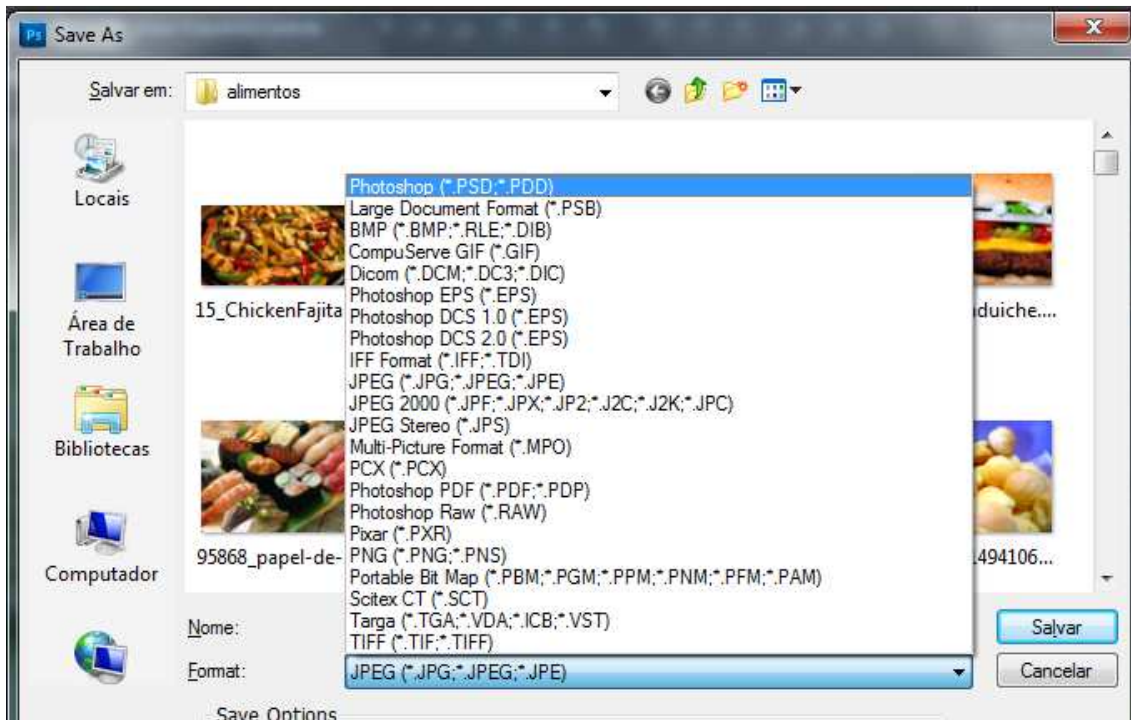 Ps Save As
Salvar em: alimentos
Locais
Área de
Trabalho
Bibliotecas
Computador
15_ChickenFajita
duiche....
95868_papel-de-
494106...
Photoshop (*.PSD;*.PDD)
Large Document Format (*.PSB)
BMP (*.BMP;*.RLE;*.DIB)
CompuServe GIF (*.GIF)
Dicom (*.DCM;*.DC3;*.DIC)
Photoshop EPS (*.EPS)
Photoshop DCS 1.0 (*.EPS)
Photoshop DCS 2.0 (*.EPS)
IFF Format (*.IFF;*.TDI)
JPEG (*.JPG;*.JPEG;*.JPE)
JPEG 2000 (*.JPF;*.JPX;*.JP2;*.J2C;*.J2K;*.JPC)
JPEG Stereo (*.JPS)
Multi-Picture Format (*.MPO)
PCX (*.PCX)
Photoshop PDF (*.PDF;*.PDP)
Photoshop Raw (*.RAW)
Pixar (*.PXR)
PNG (*.PNG;*.PNS)
Portable Bit Map (*.PBM;*.PGM;*.PPM;*.PNM;*.PFM;*.PAM)
Scitex CT (*.SCT)
Targa (*.TGA;*.VDA;*.ICB;*.VST)
TIFF (*.TIF;*.TIFF)
Nome:
Salvar
Format: JPEG (*.JPG;*.JPEG;*.JPE)
Cancelar
Save Options